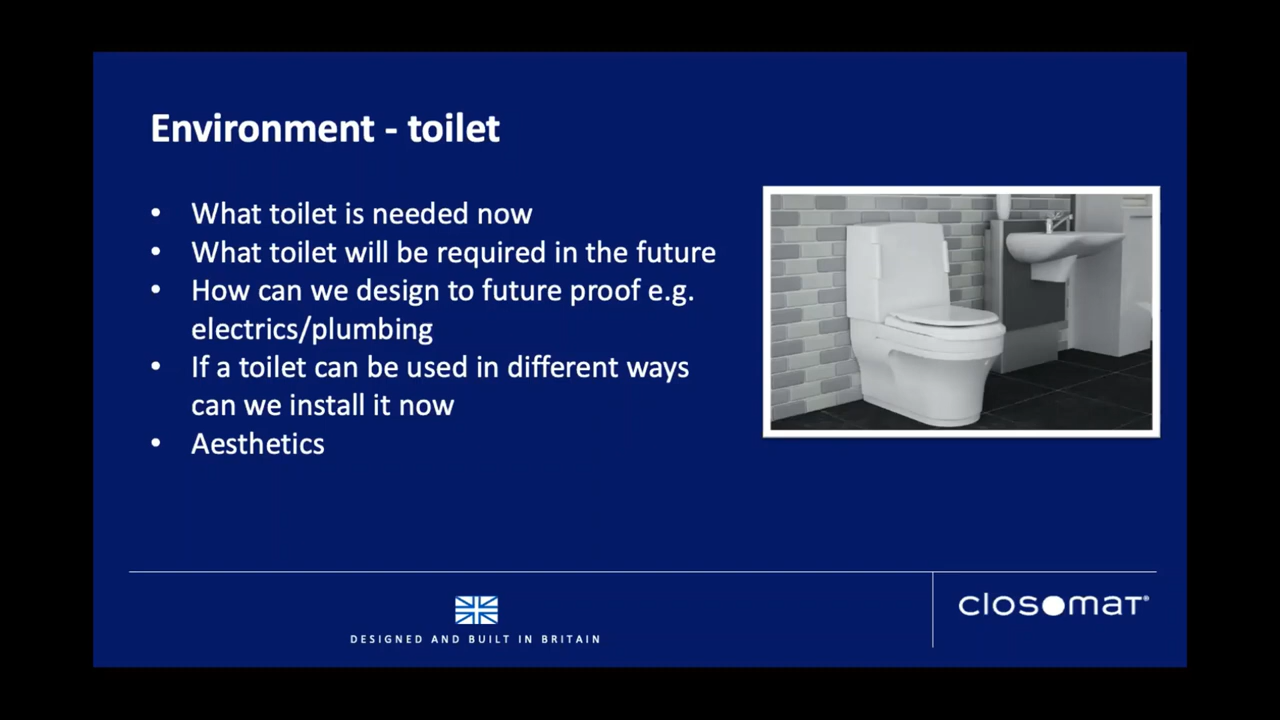 Environment - toilet
• What toilet is needed now
• What toilet will be required in the future
• How can we design to future proof e.g.
electrics/plumbing
• If a toilet can be used in different ways
can we install it now
• Aesthetics
DESIGNED AND BUILT IN BRITAIN
closomat®